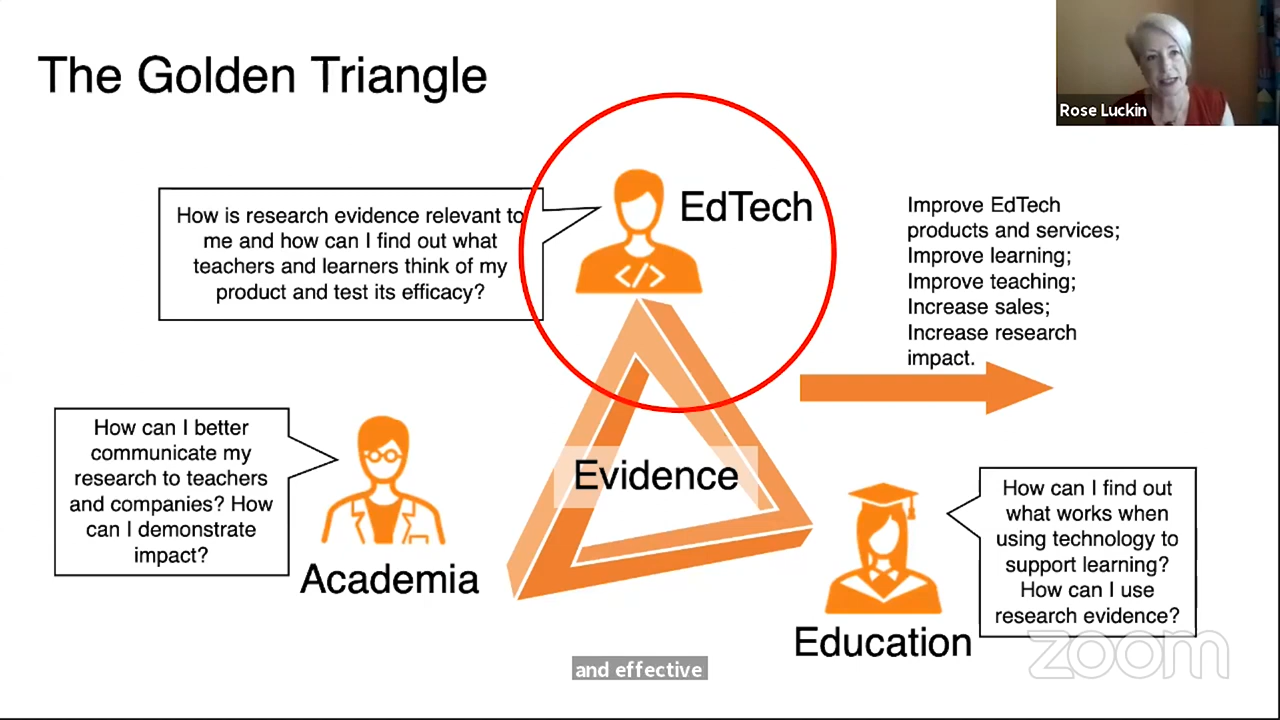 The Golden Triangle
Rose Luckin
How is research evidence relevant to
me and how can I find out what
teachers and learners think of my
product and test its efficacy?
EdTech
</>
Improve EdTech
products and services;
Improve learning;
Improve teaching;
Increase sales;
Increase research
impact.
How can I better
communicate my
research to teachers
and companies? How
can I demonstrate
impact?
Academia
Evidence
How can I find out
what works when
using technology to
support learning?
How can I use
research evidence?
Education
and effective
zoom